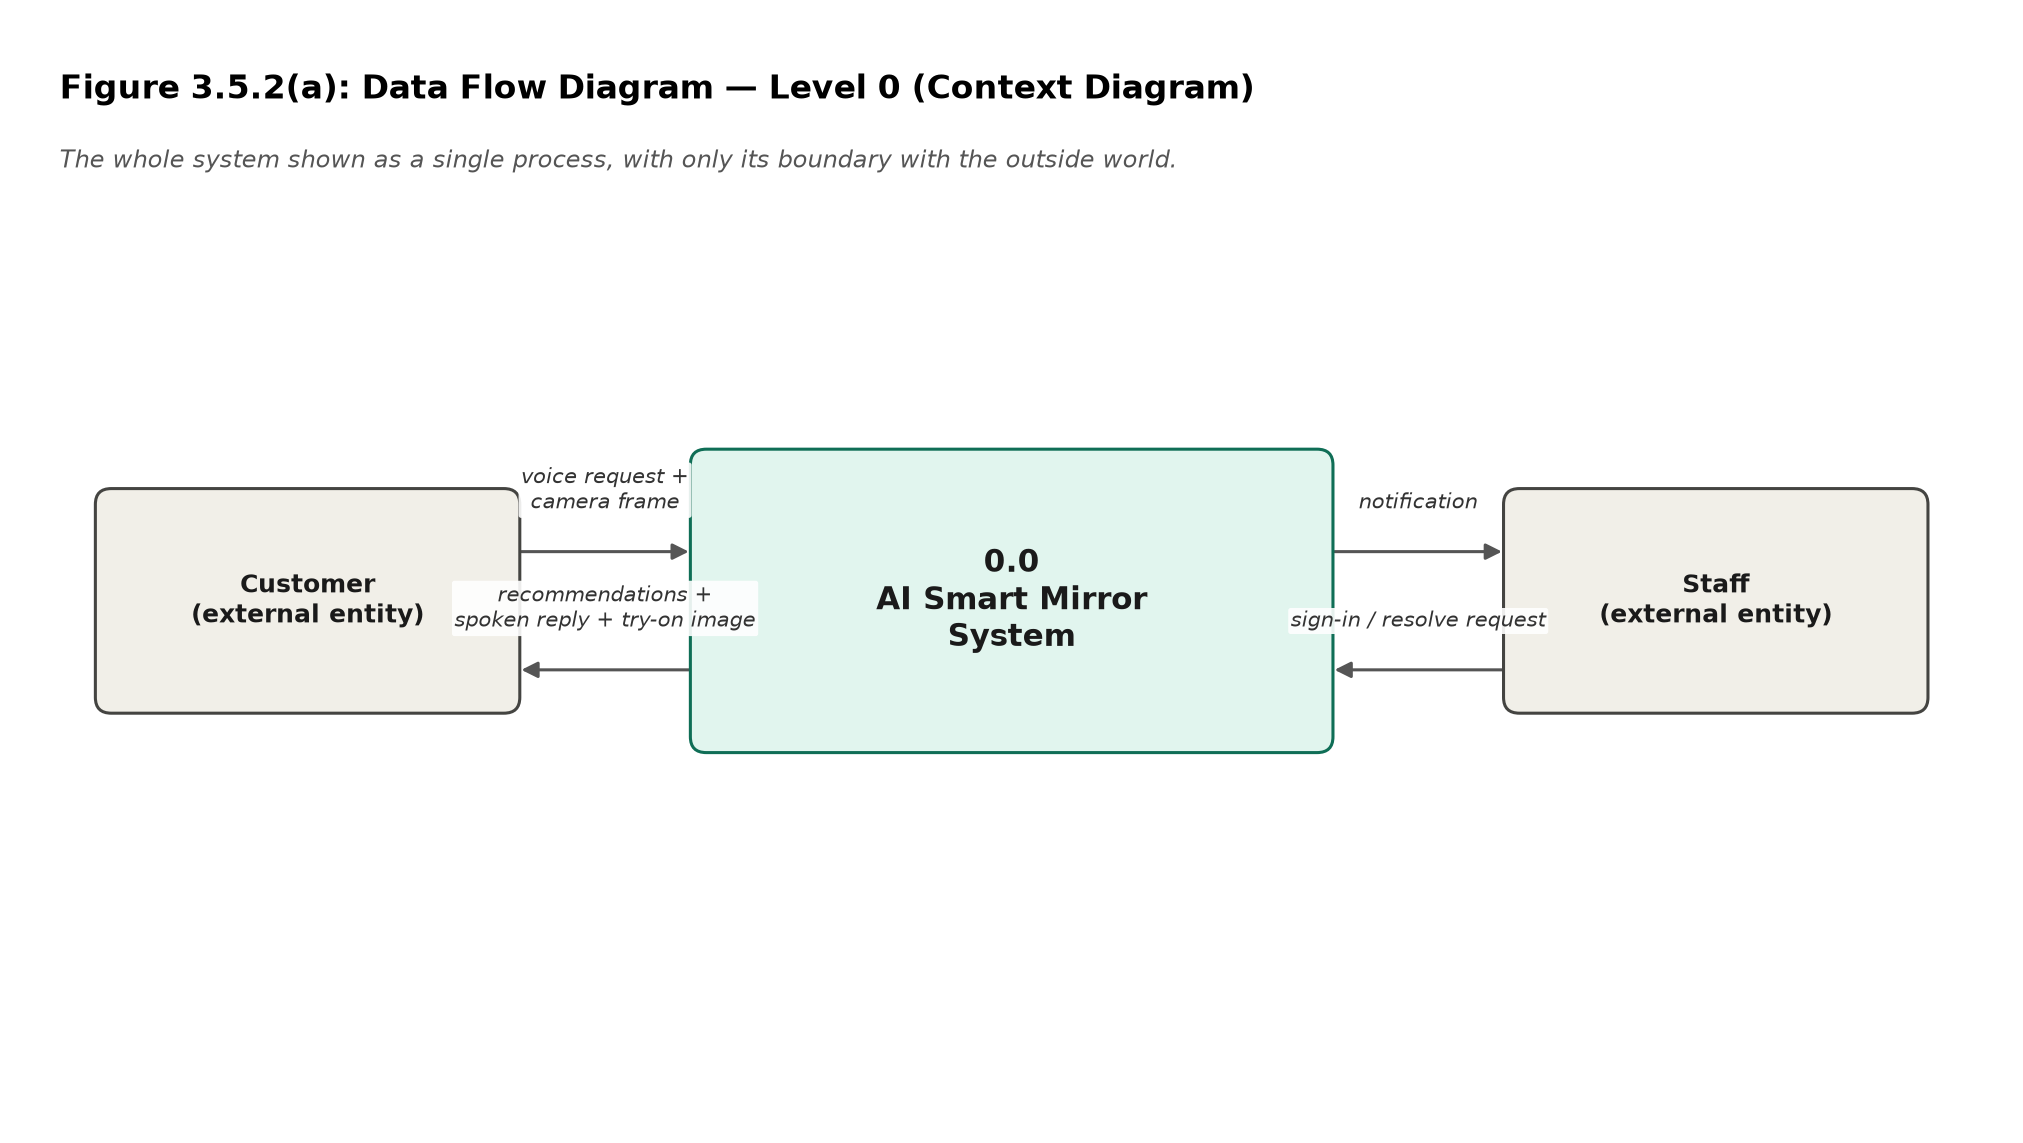 Figure 3.5.2(a): Data Flow Diagram — Level 0 (Context Diagram)
The whole system shown as a single process, with only its boundary with the outside world.
voice request +
camera frame
notification
Customer
(external entity)
recommendations +
spoken reply + try-on image
0.0
AI Smart Mirror
System
sign-in / resolve request
Staff
(external entity)